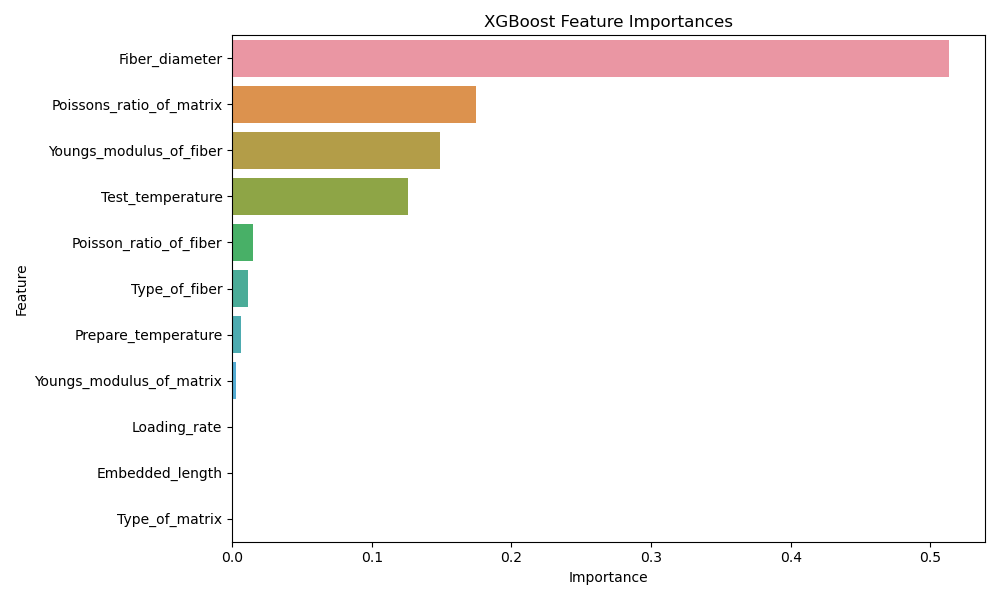 XGBoost Feature Importances
Fiber_diameter
Poissons_ratio_of_matrix
Youngs_modulus_of_fiber
Test_temperature
Poisson_ratio_of_fiber
Type_of_fiber
Prepare_temperature
Youngs_modulus_of_matrix
Loading_rate
Embedded_length
Type_of_matrix
Feature
0.0 0.1 0.2 0.3 0.4 0.5
Importance